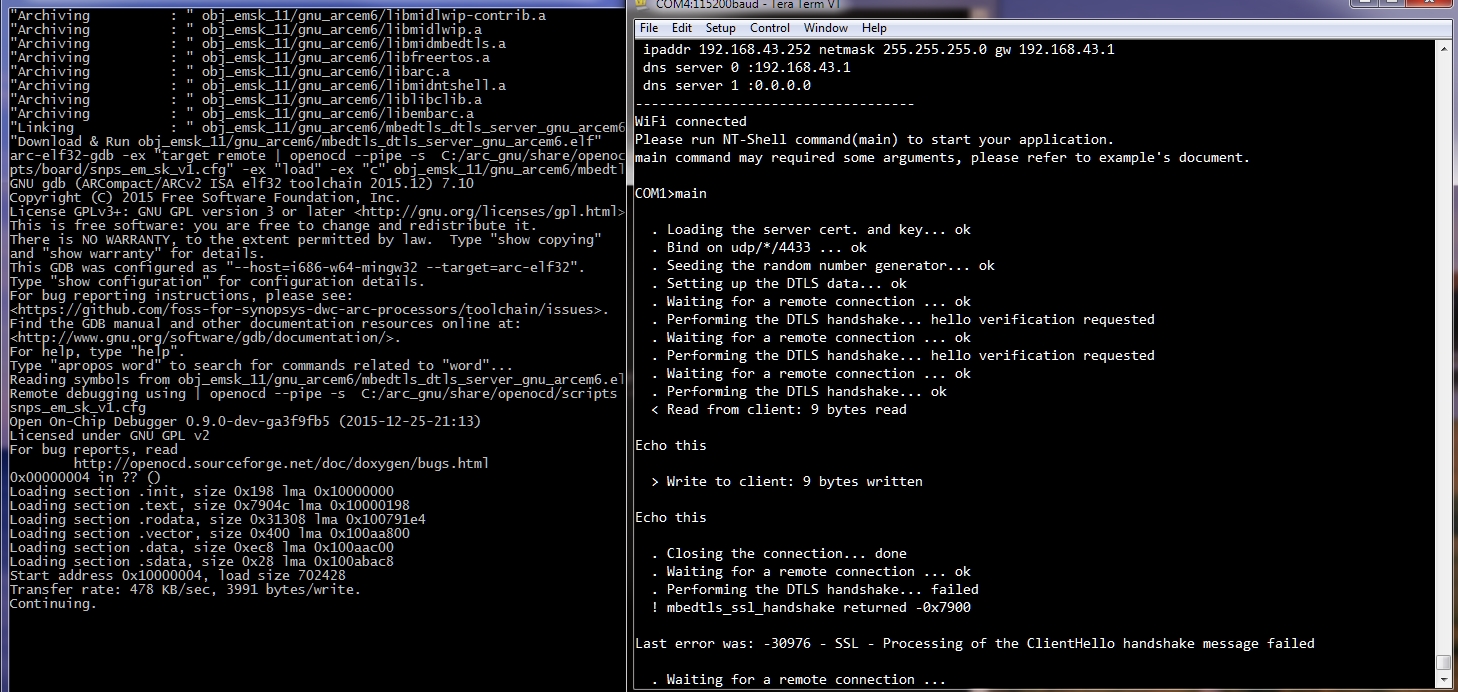 "Archiving          : " obj_emsk_11/gnu_arcem6/libmidlwip-contrib.a
"Archiving          : " obj_emsk_11/gnu_arcem6/libmidlwip.a
"Archiving          : " obj_emsk_11/gnu_arcem6/libmidmbedtls.a
"Archiving          : " obj_emsk_11/gnu_arcem6/libfreertos.a
"Archiving          : " obj_emsk_11/gnu_arcem6/libarc.a
"Archiving          : " obj_emsk_11/gnu_arcem6/libmidntshell.a
"Archiving          : " obj_emsk_11/gnu_arcem6/liblibclib.a
"Archiving          : " obj_emsk_11/gnu_arcem6/libembarc.a
"Linking            : " obj_emsk_11/gnu_arcem6/mbedtls_dtls_server_gnu_arcem6
"Download & Run obj_emsk_11/gnu_arcem6/mbedtls_dtls_server_gnu_arcem6.elf"
arc-elf32-gdb -ex "target remote | openocd --pipe -s  C:/arc_gnu/share/openoc
pts/board/snps_em_sk_v1.cfg" -ex "load" -ex "c" obj_emsk_11/gnu_arcem6/mbedtl
GNU gdb (ARCompact/ARCv2 ISA elf32 toolchain 2015.12) 7.10
Copyright (C) 2015 Free Software Foundation, Inc.
License GPLv3+: GNU GPL version 3 or later <http://gnu.org/licenses/gpl.html>
This is free software: you are free to change and redistribute it.
There is NO WARRANTY, to the extent permitted by law.  Type "show copying"
and "show warranty" for details.
This GDB was configured as "--host=i686-w64-mingw32 --target=arc-elf32".
Type "show configuration" for configuration details.
For bug reporting instructions, please see:
<https://github.com/foss-for-synopsys-dwc-arc-processors/toolchain/issues>.
Find the GDB manual and other documentation resources online at:
<http://www.gnu.org/software/gdb/documentation/>.
For help, type "help".
Type "apropos word" to search for commands related to "word"...
Reading symbols from obj_emsk_11/gnu_arcem6/mbedtls_dtls_server_gnu_arcem6.el
Remote debugging using | openocd --pipe -s  C:/arc_gnu/share/openocd/scripts
snps_em_sk_v1.cfg
Open On-Chip Debugger 0.9.0-dev-ga3f9fb5 (2015-12-25-21:13)
Licensed under GNU GPL v2
For bug reports, read
        http://openocd.sourceforge.net/doc/doxygen/bugs.html
0x00000004 in ?? ()
Loading section .init, size 0x198 lma 0x10000000
Loading section .text, size 0x7904c lma 0x10000198
Loading section .rodata, size 0x31308 lma 0x100791e4
Loading section .vector, size 0x400 lma 0x100aa800
Loading section .data, size 0xec8 lma 0x100aac00
Loading section .sdata, size 0x28 lma 0x100abac8
Start address 0x10000004, load size 702428
Transfer rate: 478 KB/sec, 3991 bytes/write.
Continuing.
COM4:115200baud - Tera Term VT
File Edit Setup Control Window Help
ipaddr 192.168.43.252 netmask 255.255.255.0 gw 192.168.43.1
dns server 0 :192.168.43.1
dns server 1 :0.0.0.0
-----------------------------------
WiFi connected
Please run NT-Shell command(main) to start your application.
main command may required some arguments, please refer to example's document.
COM1>main
. Loading the server cert. and key... ok
. Bind on udp/*/4433 ... ok
. Seeding the random number generator... ok
. Setting up the DTLS data... ok
. Waiting for a remote connection ... ok
. Performing the DTLS handshake... hello verification requested
. Waiting for a remote connection ... ok
. Performing the DTLS handshake... hello verification requested
. Waiting for a remote connection ... ok
. Performing the DTLS handshake... ok
< Read from client: 9 bytes read
Echo this
> Write to client: 9 bytes written
Echo this
. Closing the connection... done
. Waiting for a remote connection ... ok
. Performing the DTLS handshake... failed
! mbedtls_ssl_handshake returned -0x7900
Last error was: -30976 - SSL - Processing of the ClientHello handshake message failed
. Waiting for a remote connection ...